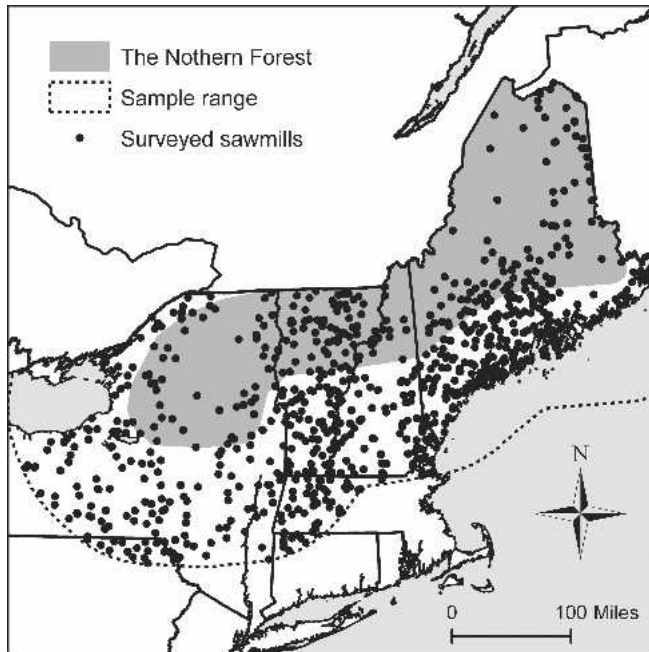 The Nothern Forest
Sample range
Surveyed sawmills
N
0 100 Miles